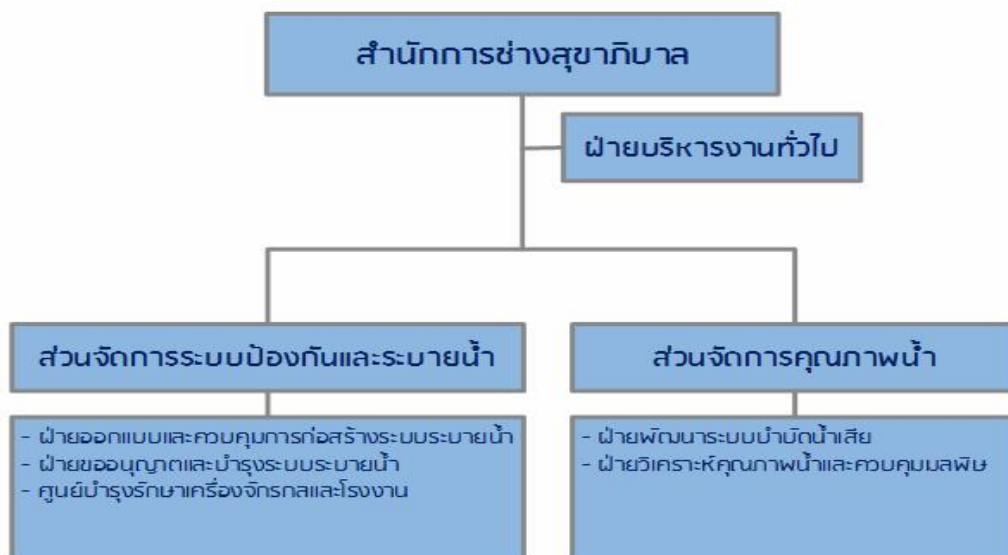 สำนักการช่างสุขาภิบาล
ฝ่ายบริหารงานทั่วไป
ส่วนจัดการระบบป้องกันและระบายน้ำ
- ฝ่ายออกแบบและควบคุมการก่อสร้างระบบระบายน้ำ
- ฝ่ายขออนุญาตและบำรุงระบบระบายน้ำ
- ศูนย์บำรุงรักษาเครื่องจักรกลและโรงงาน
ส่วนจัดการคุณภาพน้ำ
- ฝ่ายพัฒนาระบบบำบัดน้ำเสีย
- ฝ่ายวิเคราะห์คุณภาพน้ำและควบคุมมลพิษ